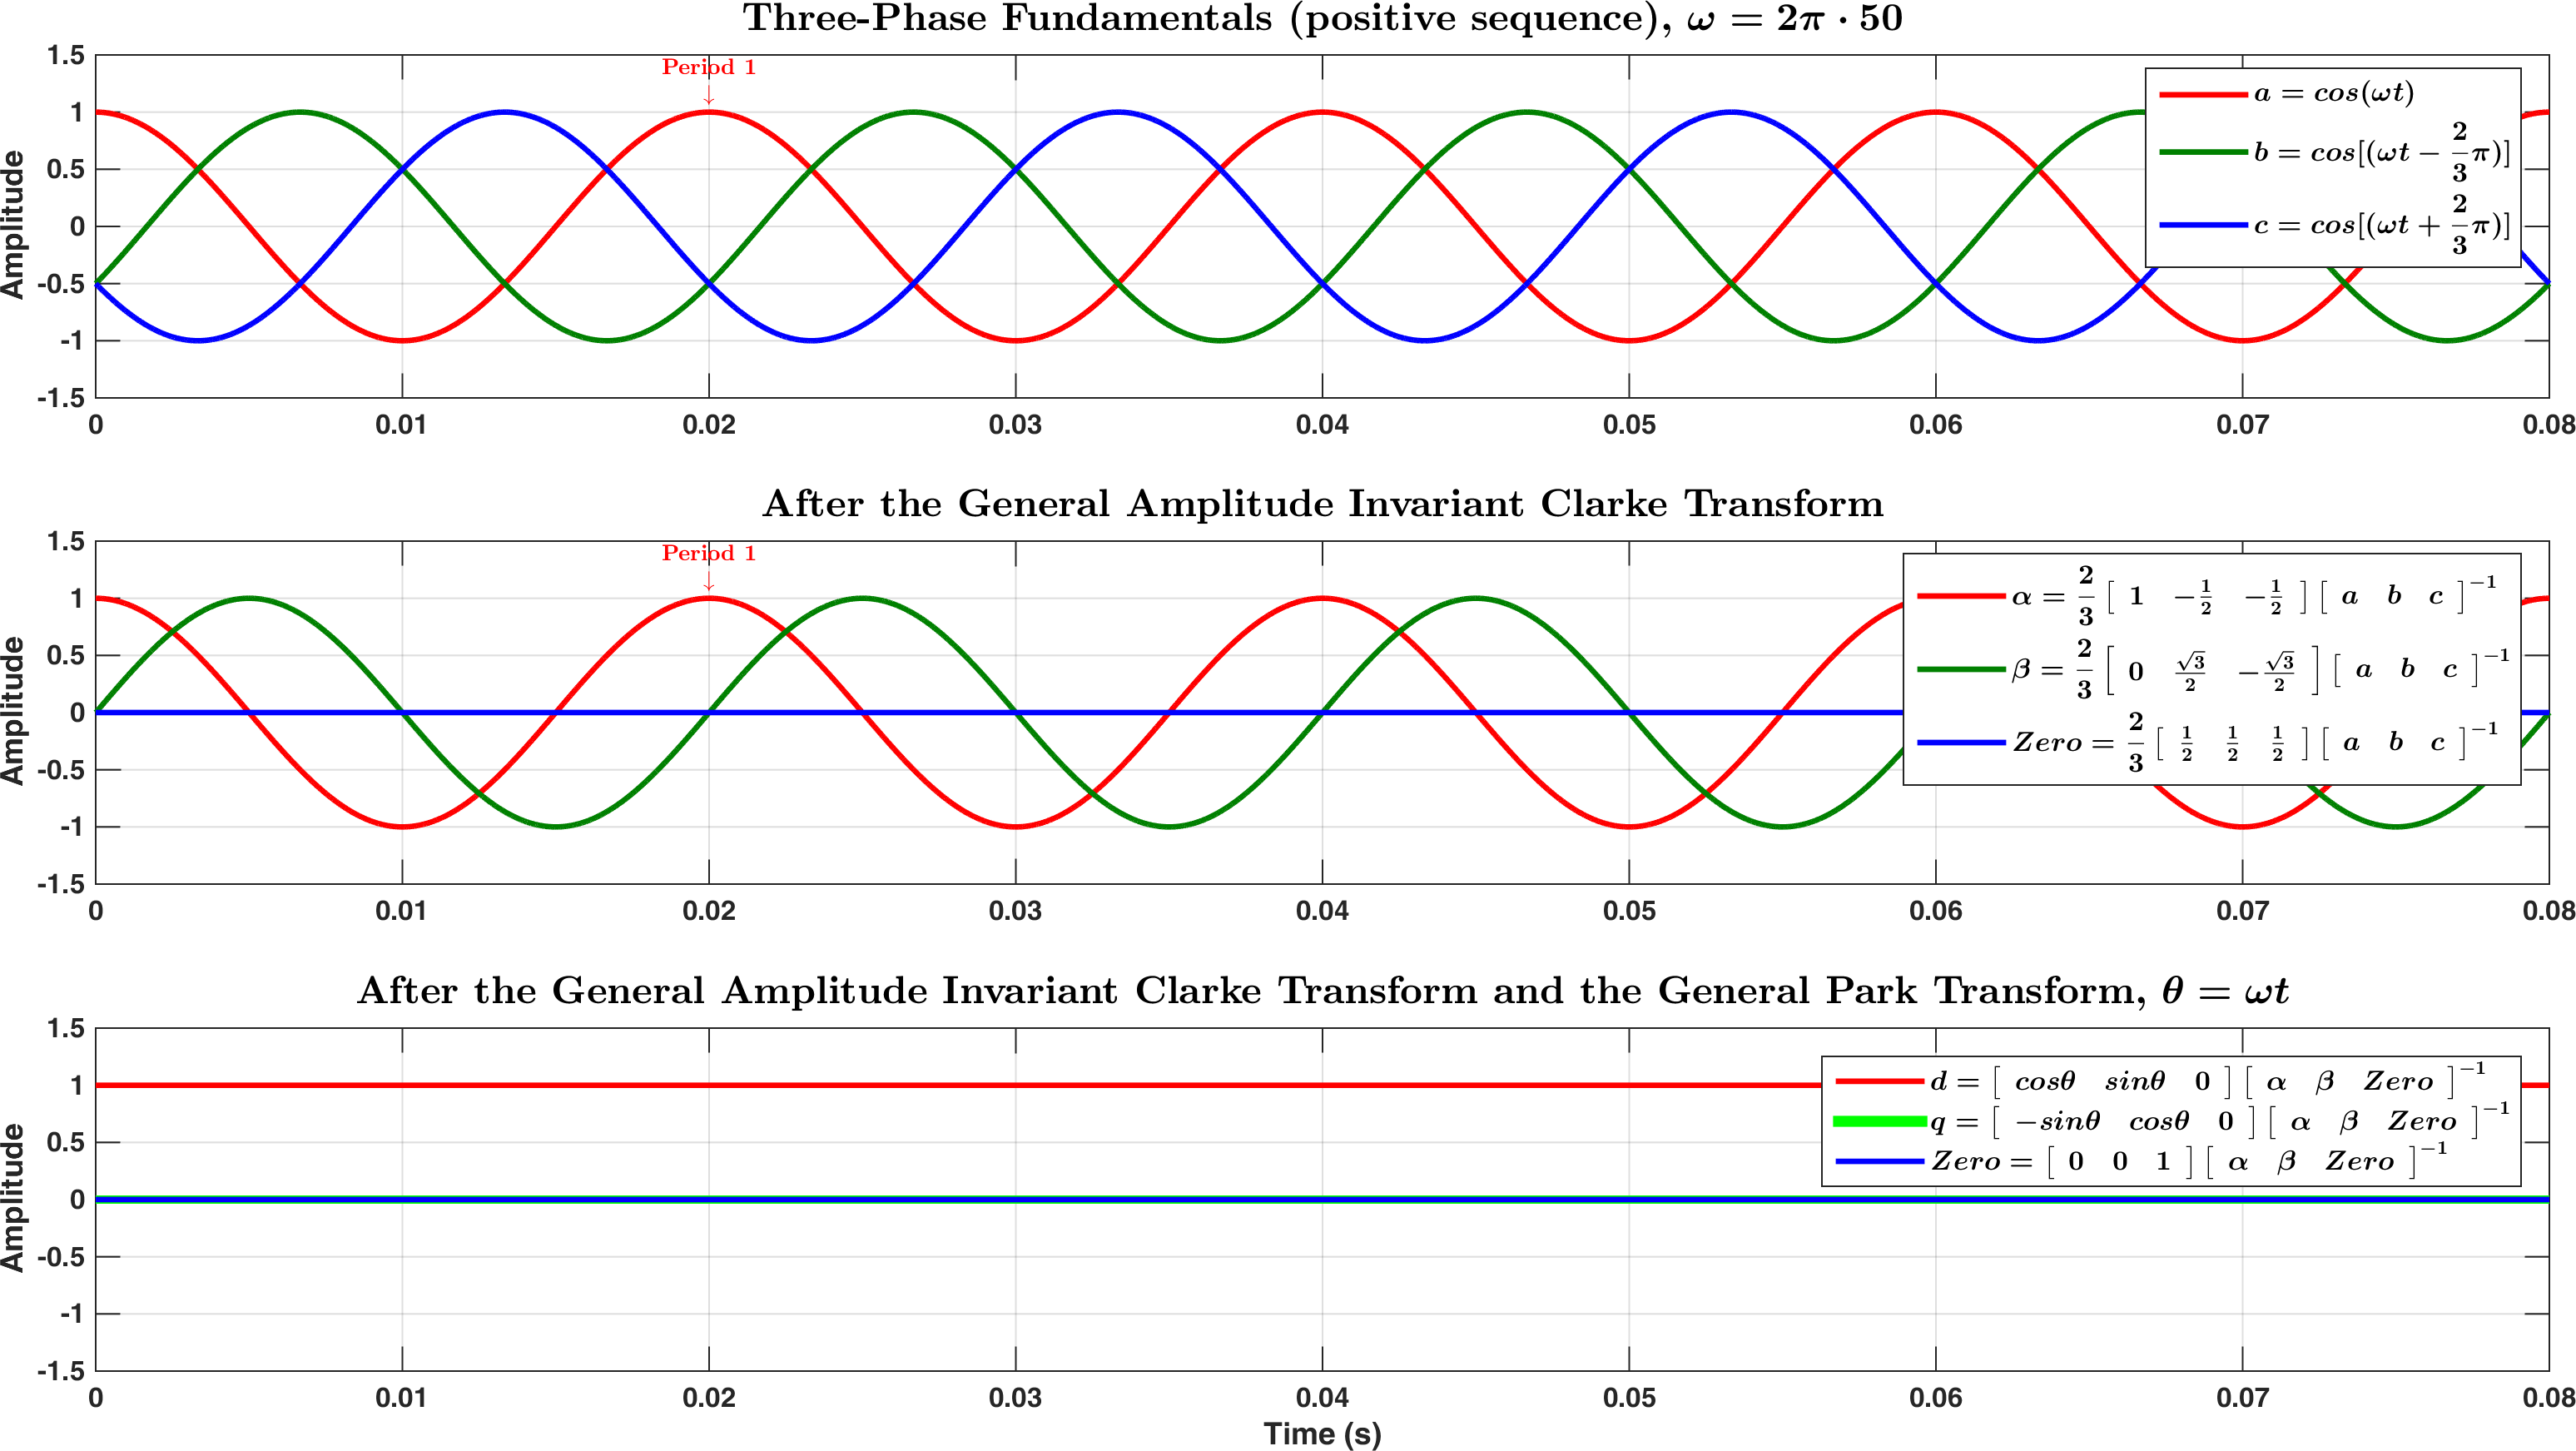 Three-Phase Fundamentals (positive sequence), ω = 2π · 50
1.5
1
0.5
0
-0.5
-1
-1.5
Amplitude
Period 1
a = cos(ωt)
b = cos[(ωt − 2/3 π)]
c = cos[(ωt + 2/3 π)]
0 0.01 0.02 0.03 0.04 0.05 0.06 0.07 0.08
After the General Amplitude Invariant Clarke Transform
1.5
1
0.5
0
-0.5
-1
-1.5
Amplitude
Period 1
α = 2/3 [ 1 −1/2 −1/2 ] [ a b c ]⁻¹
β = 2/3 [ 0 √3/2 −√3/2 ] [ a b c ]⁻¹
Zero = 2/3 [ 1/2 1/2 1/2 ] [ a b c ]⁻¹
0 0.01 0.02 0.03 0.04 0.05 0.06 0.07 0.08
After the General Amplitude Invariant Clarke Transform and the General Park Transform, θ = ωt
1.5
1
0.5
0
-0.5
-1
-1.5
Amplitude
d = [ cosθ sinθ 0 ] [ α β Zero ]⁻¹
q = [ −sinθ cosθ 0 ] [ α β Zero ]⁻¹
Zero = [ 0 0 1 ] [ α β Zero ]⁻¹
0 0.01 0.02 0.03 0.04 0.05 0.06 0.07 0.08
Time (s)